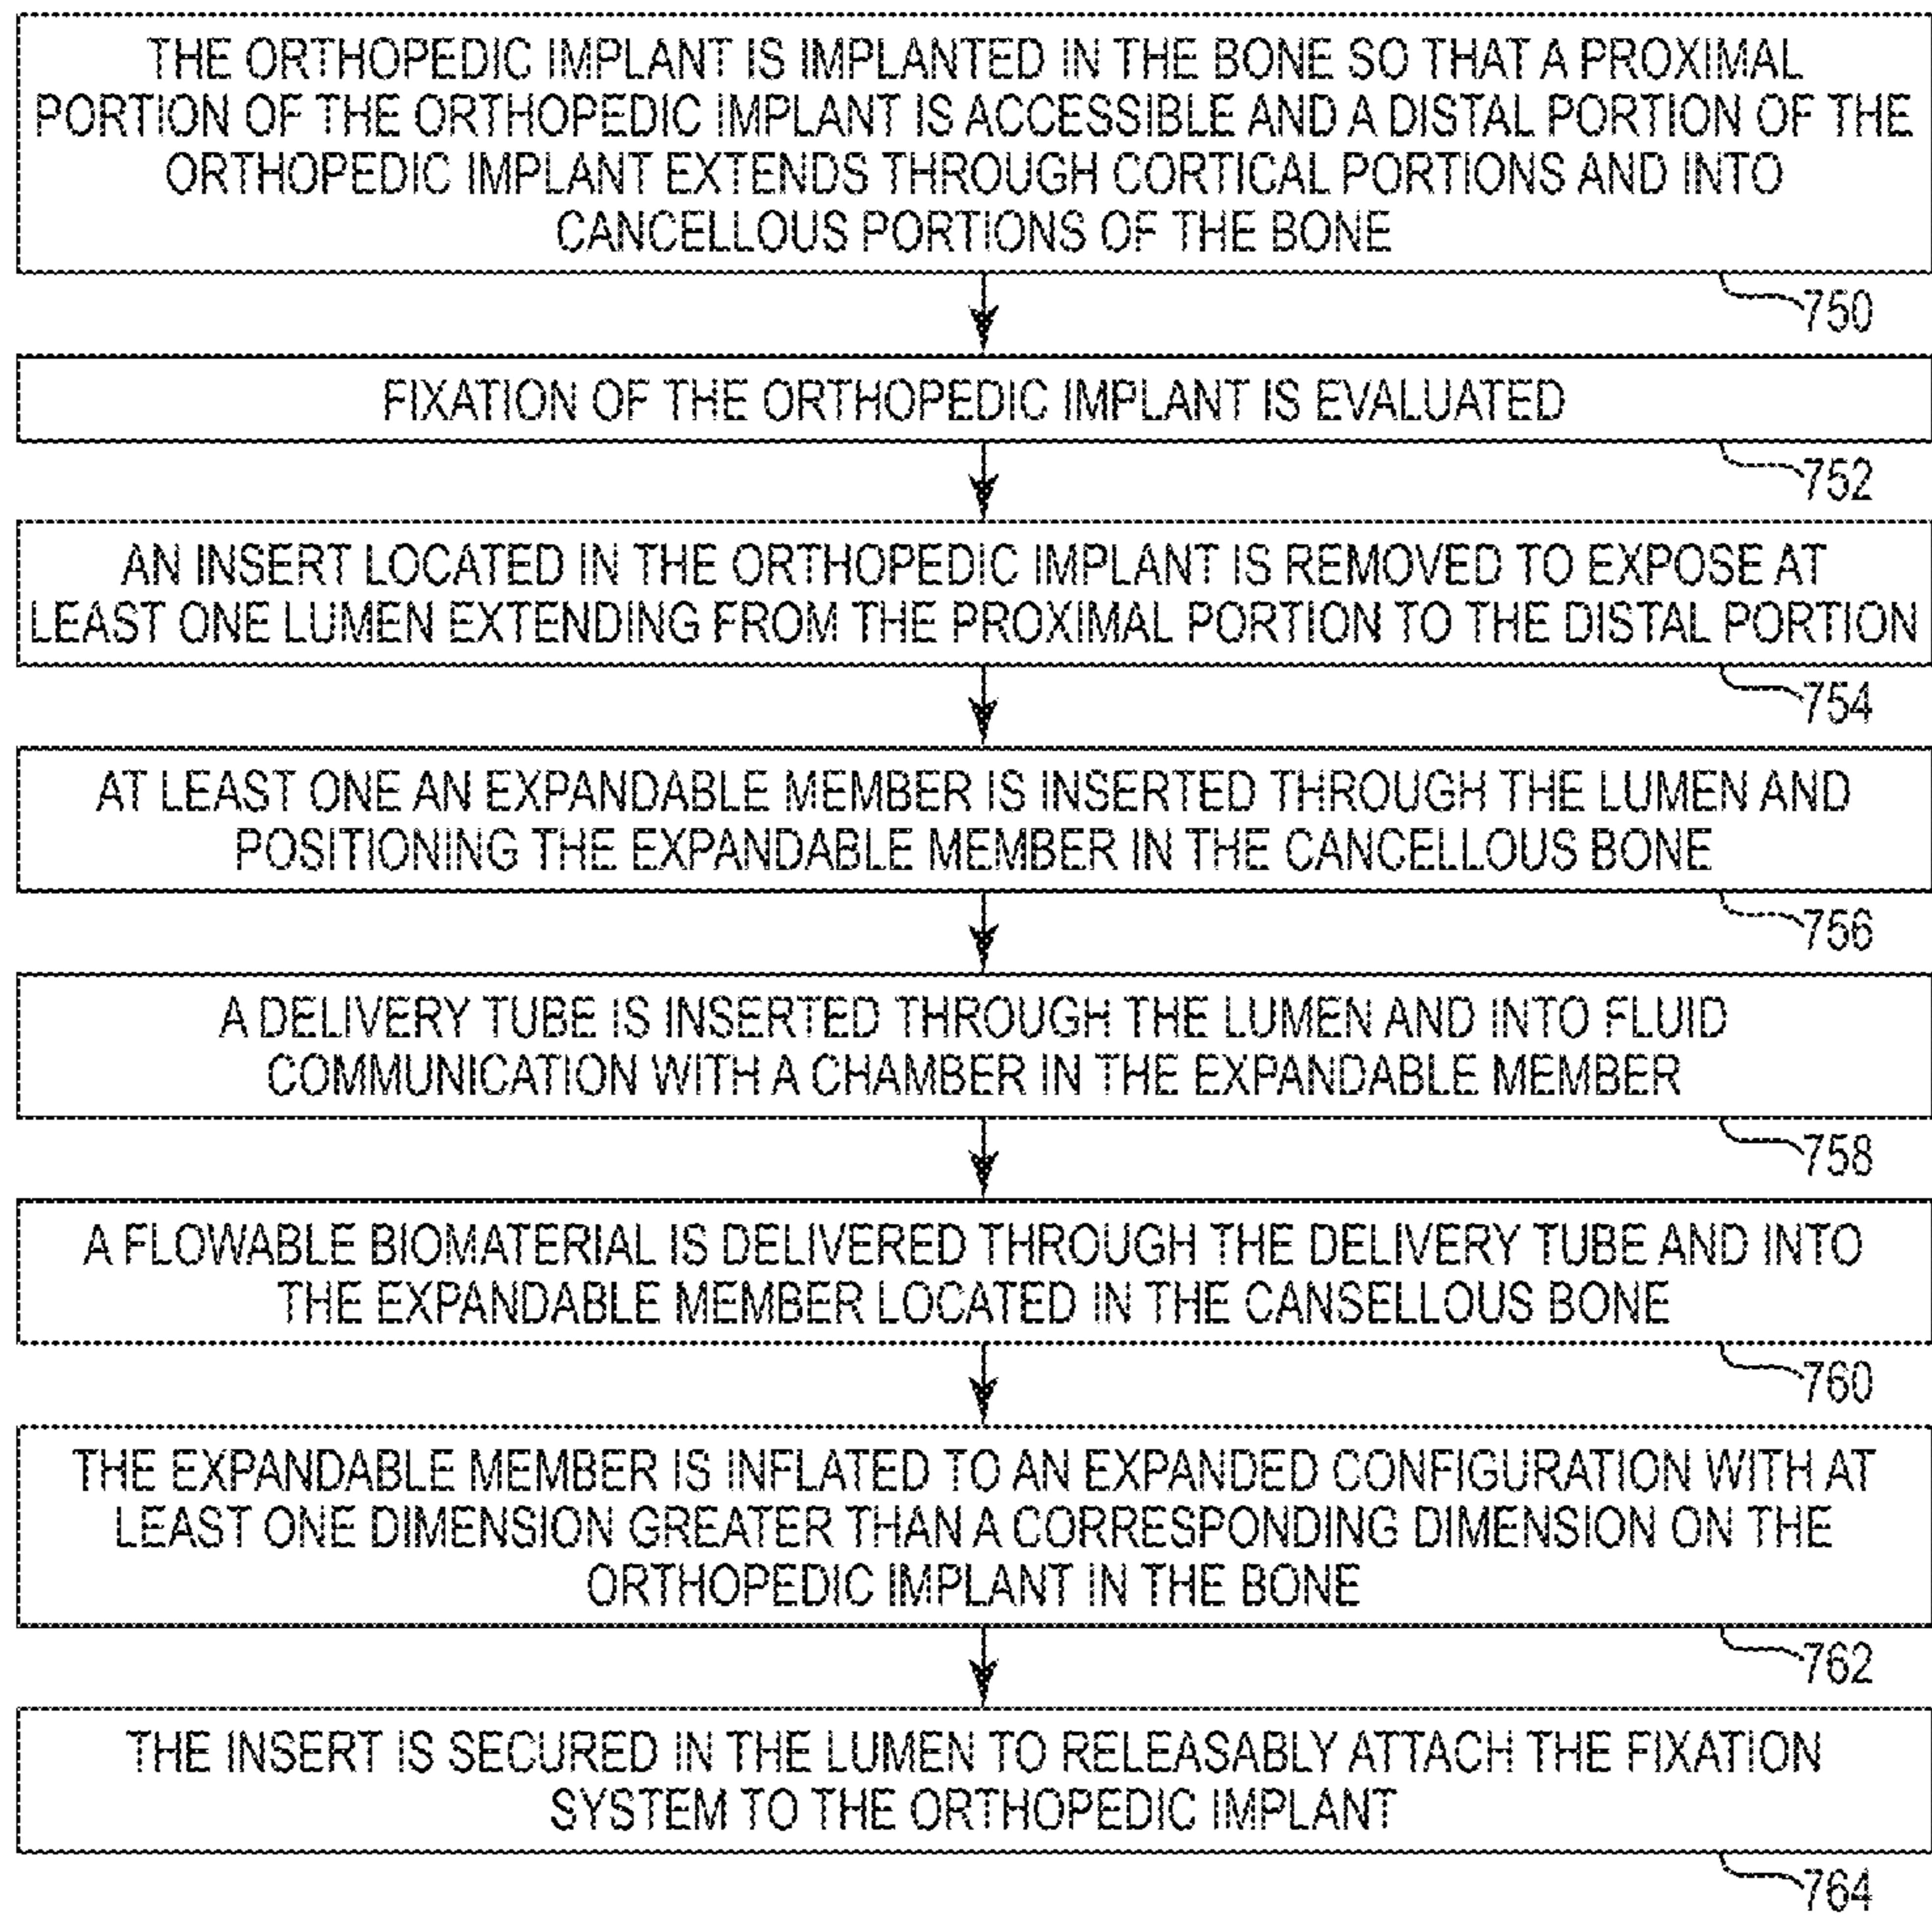 THE ORTHOPEDIC IMPLANT IS IMPLANTED IN THE BONE SO THAT A PROXIMAL
PORTION OF THE ORTHOPEDIC IMPLANT IS ACCESSIBLE AND A DISTAL PORTION OF THE
ORTHOPEDIC IMPLANT EXTENDS THROUGH CORTICAL PORTIONS AND INTO
CANCELLOUS PORTIONS OF THE BONE
750
FIXATION OF THE ORTHOPEDIC IMPLANT IS EVALUATED
752
AN INSERT LOCATED IN THE ORTHOPEDIC IMPLANT IS REMOVED TO EXPOSE AT
LEAST ONE LUMEN EXTENDING FROM THE PROXIMAL PORTION TO THE DISTAL PORTION
754
AT LEAST ONE AN EXPANDABLE MEMBER IS INSERTED THROUGH THE LUMEN AND
POSITIONING THE EXPANDABLE MEMBER IN THE CANCELLOUS BONE
756
A DELIVERY TUBE IS INSERTED THROUGH THE LUMEN AND INTO FLUID
COMMUNICATION WITH A CHAMBER IN THE EXPANDABLE MEMBER
758
A FLOWABLE BIOMATERIAL IS DELIVERED THROUGH THE DELIVERY TUBE AND INTO
THE EXPANDABLE MEMBER LOCATED IN THE CANSELLOUS BONE
760
THE EXPANDABLE MEMBER IS INFLATED TO AN EXPANDED CONFIGURATION WITH AT
LEAST ONE DIMENSION GREATER THAN A CORRESPONDING DIMENSION ON THE
ORTHOPEDIC IMPLANT IN THE BONE
762
THE INSERT IS SECURED IN THE LUMEN TO RELEASABLY ATTACH THE FIXATION
SYSTEM TO THE ORTHOPEDIC IMPLANT
764